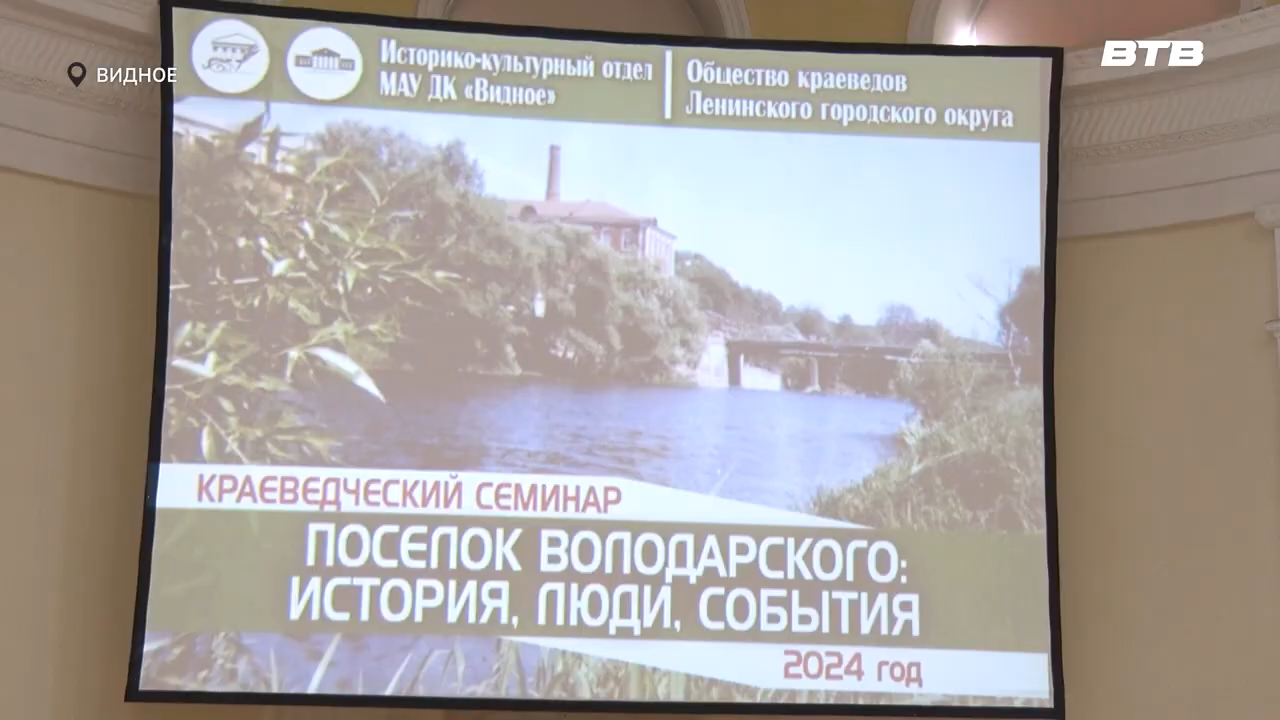 ВИДНОЕ
ВТВ
Историко-культурный отдел
МАУ ДК «Видное»
Общество краеведов
Ленинского городского округа
КРАЕВЕДЧЕСКИЙ СЕМИНАР
ПОСЕЛОК ВОЛОДАРСКОГО:
ИСТОРИЯ, ЛЮДИ, СОБЫТИЯ
2024 год